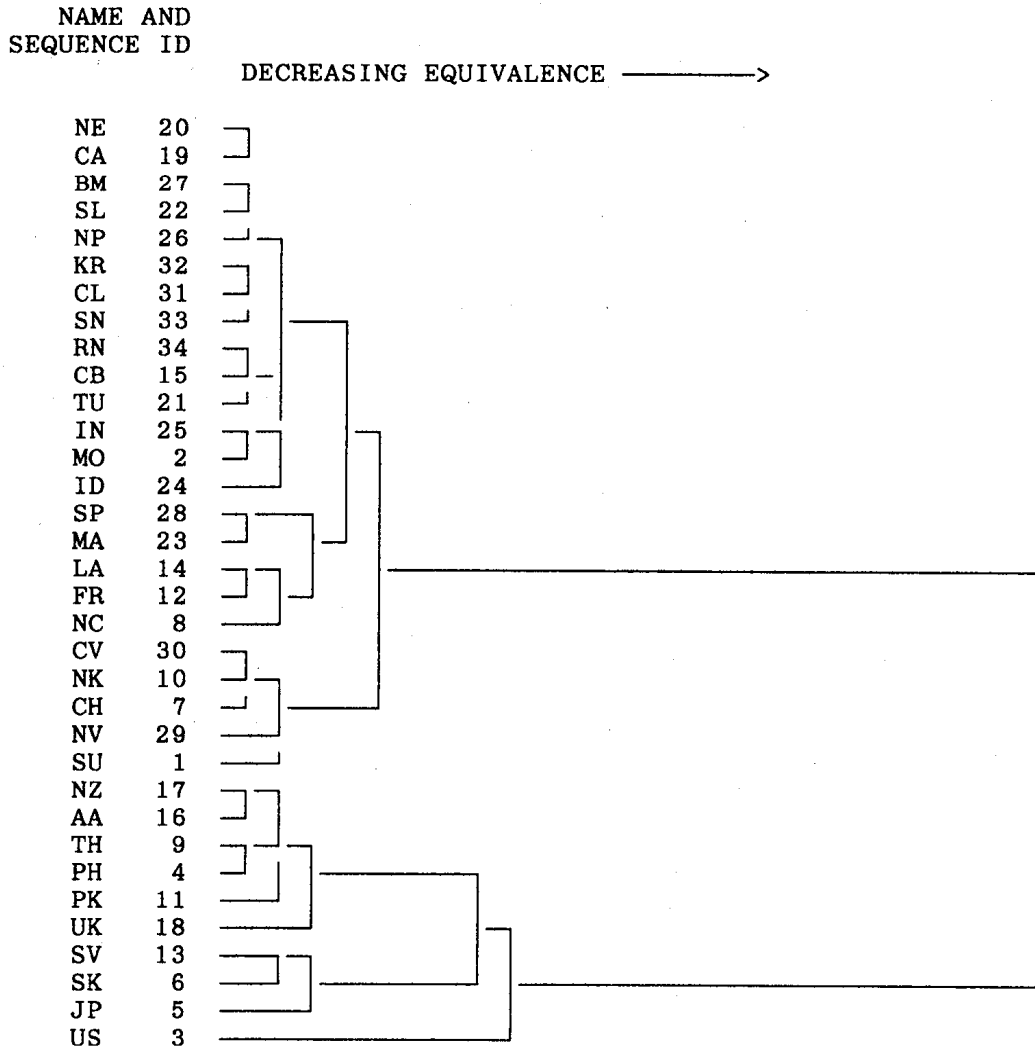 NAME AND
SEQUENCE ID
DECREASING EQUIVALENCE
NE 20
CA 19
BM 27
SL 22
NP 26
KR 32
CL 31
SN 33
RN 34
CB 15
TU 21
IN 25
MO 2
ID 24
SP 28
MA 23
LA 14
FR 12
NC 8
CV 30
NK 10
CH 7
NV 29
SU 1
NZ 17
AA 16
TH 9
PH 4
PK 11
UK 18
SV 13
SK 6
JP 5
US 3